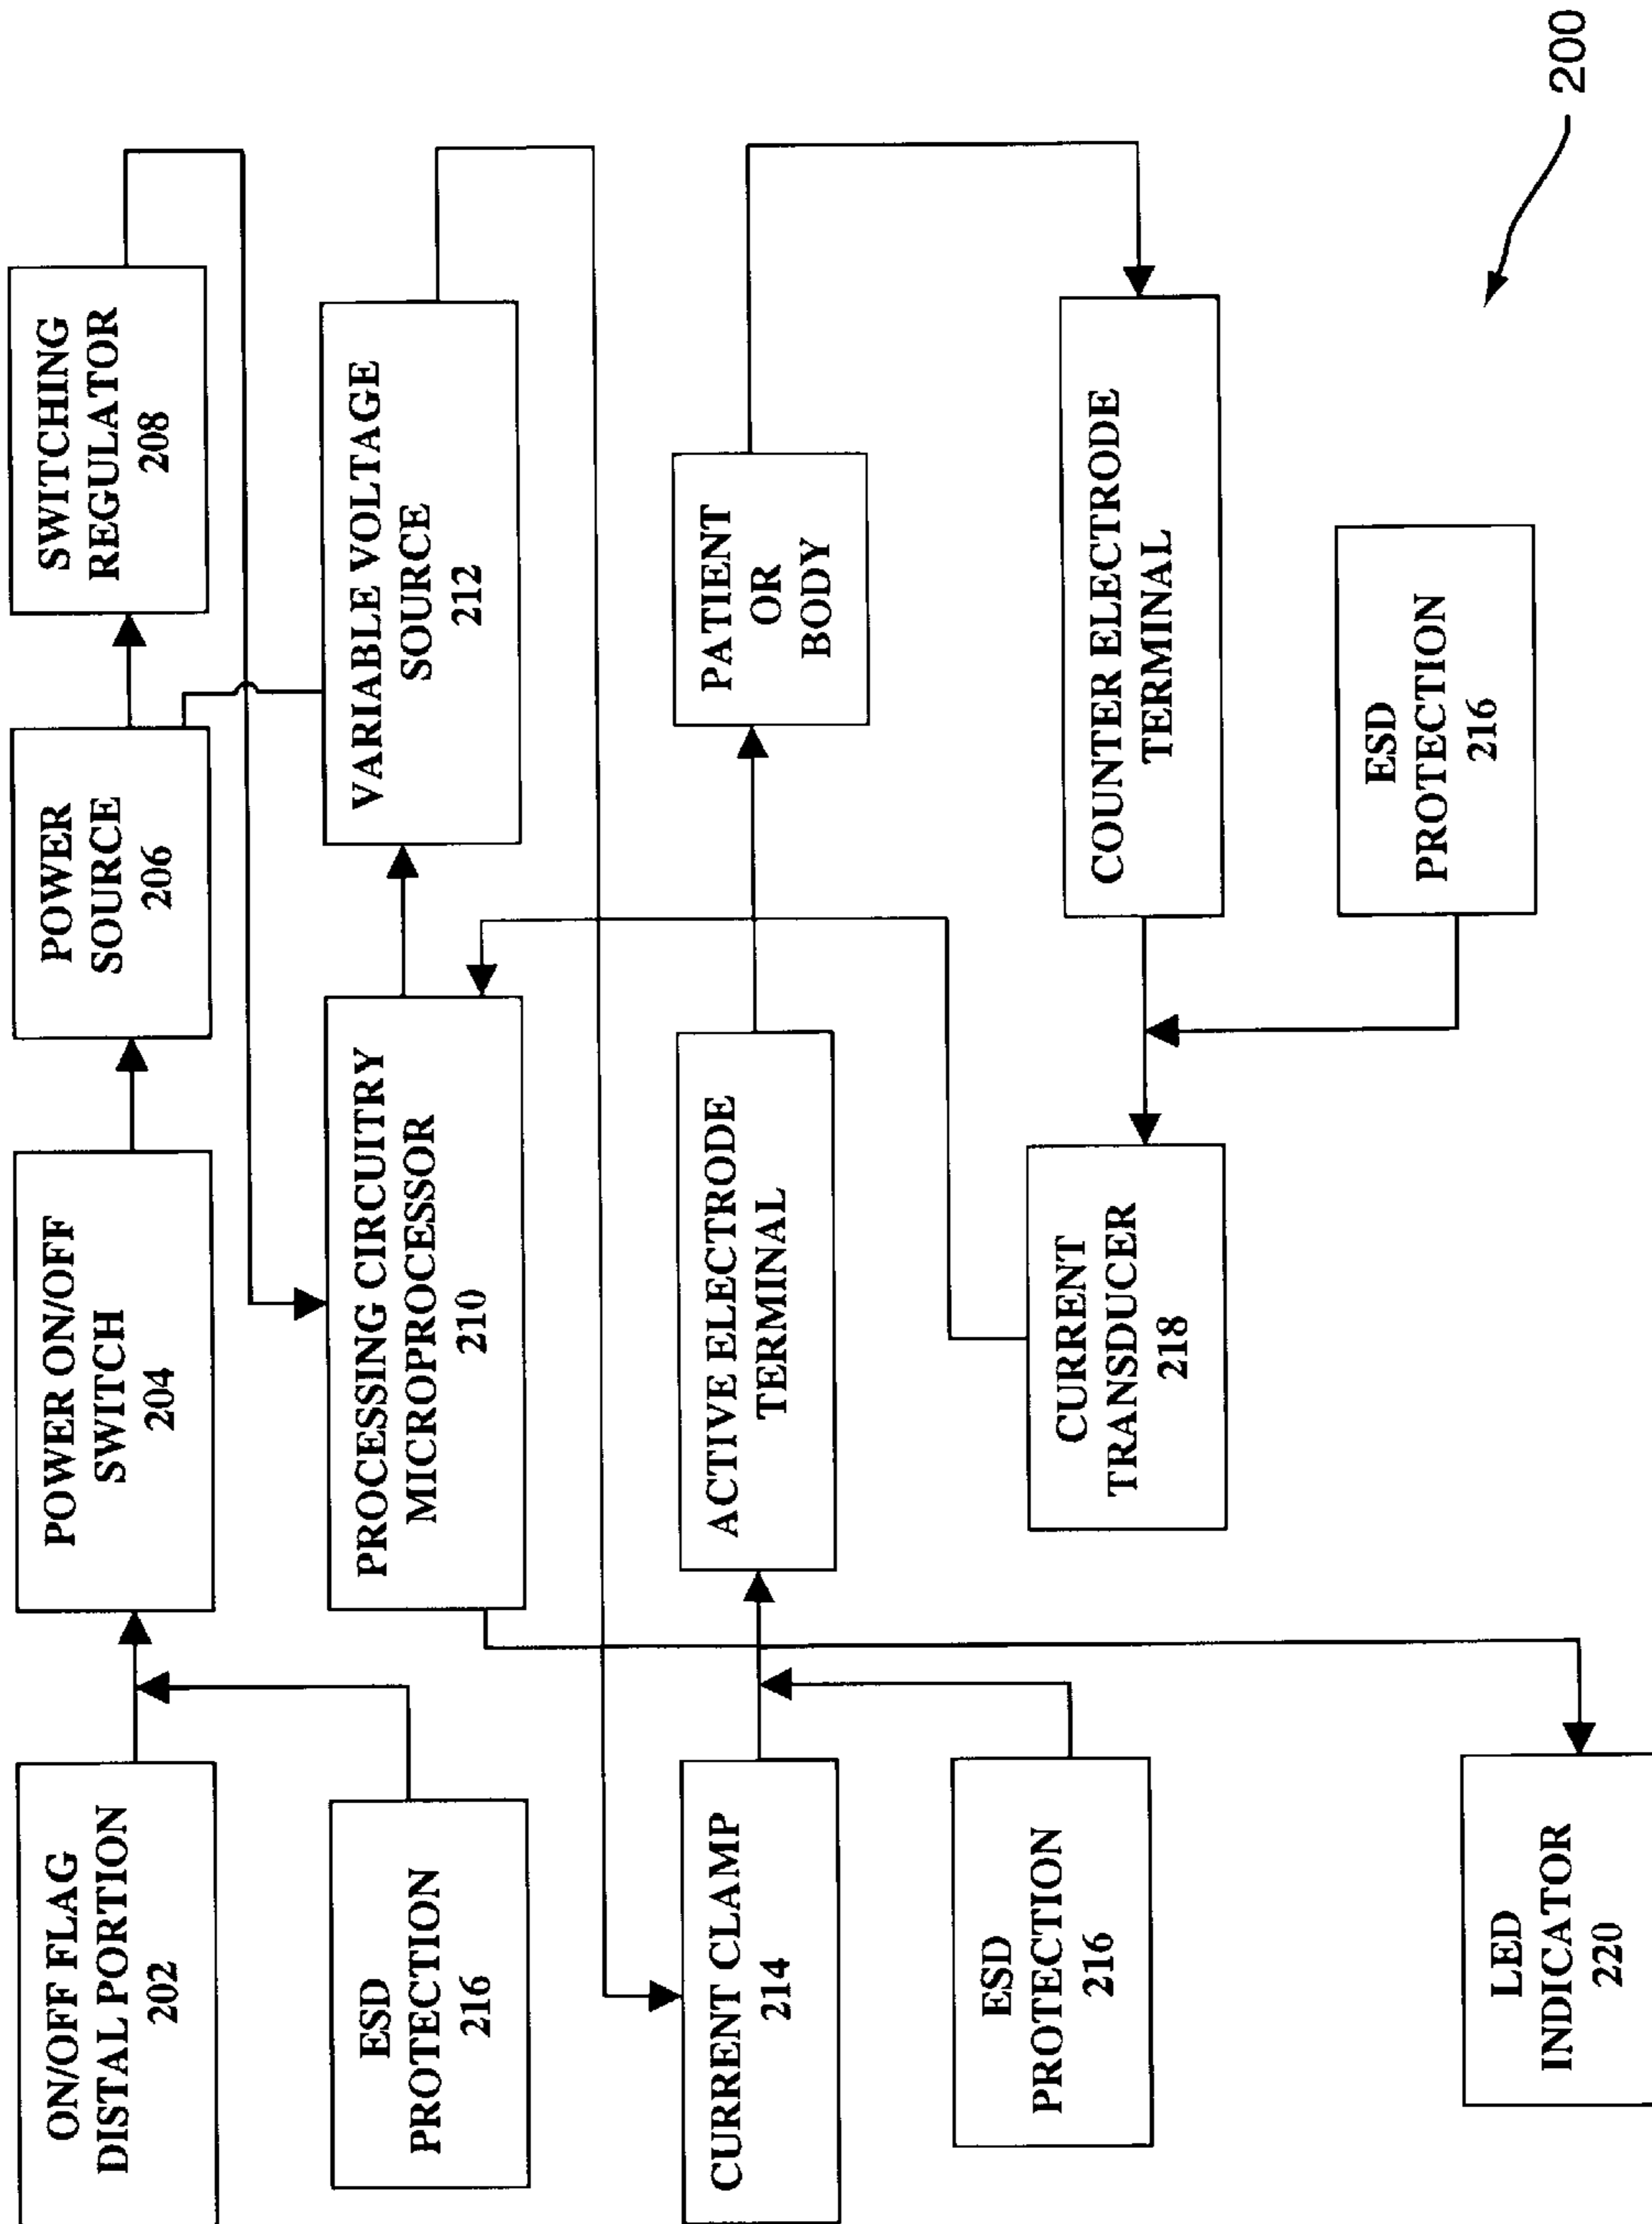 ON/OFF FLAG
DISTAL PORTION
202
POWER ON/OFF
SWITCH
204
POWER
SOURCE
206
SWITCHING
REGULATOR
208
ESD
PROTECTION
216
PROCESSING CIRCUITRY
MICROPROCESSOR
210
VARIABLE VOLTAGE
SOURCE
212
CURRENT CLAMP
214
ACTIVE ELECTRODE
TERMINAL
PATIENT
OR
BODY
ESD
PROTECTION
216
CURRENT
TRANSDUCER
218
COUNTER ELECTRODE
TERMINAL
ESD
PROTECTION
216
LED
INDICATOR
220
200